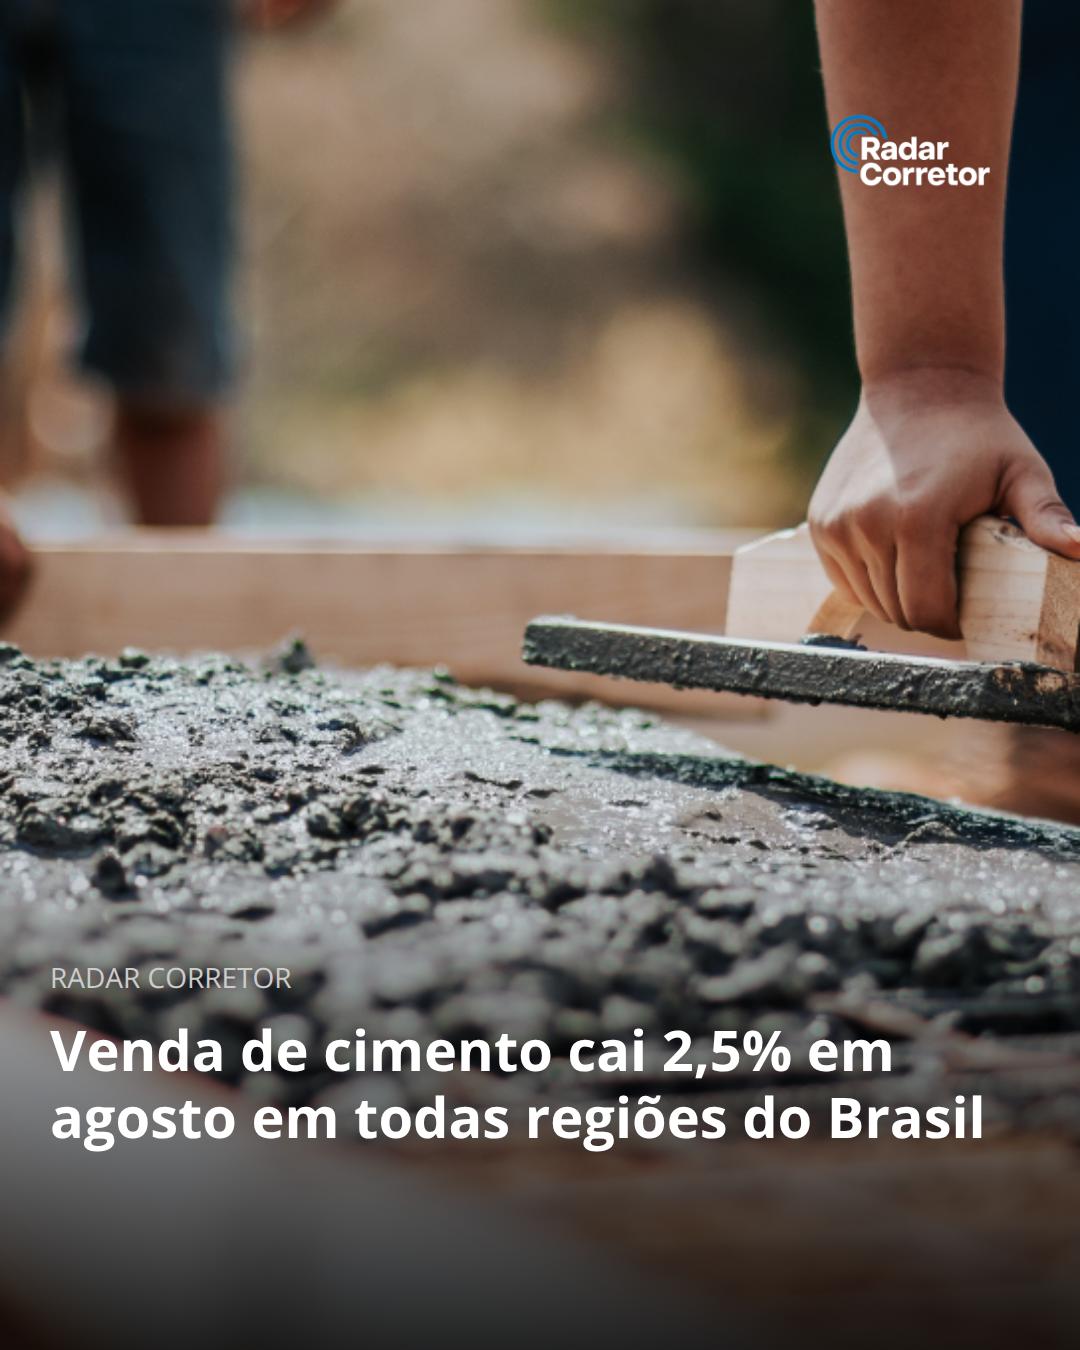 Radar
Corretor
RADAR CORRETOR
Venda de cimento cai 2,5% em
agosto em todas regiões do Brasil